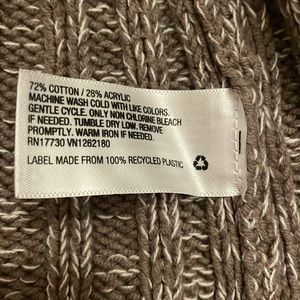 72% COTTON / 28% ACRYLIC
MACHINE WASH COLD WITH LIKE COLORS.
GENTLE CYCLE. ONLY NON CHLORINE BLEACH
IF NEEDED. TUMBLE DRY LOW. REMOVE
PROMPTLY. WARM IRON IF NEEDED.
RN17730 VN1262180
LABEL MADE FROM 100% RECYCLED PLASTIC